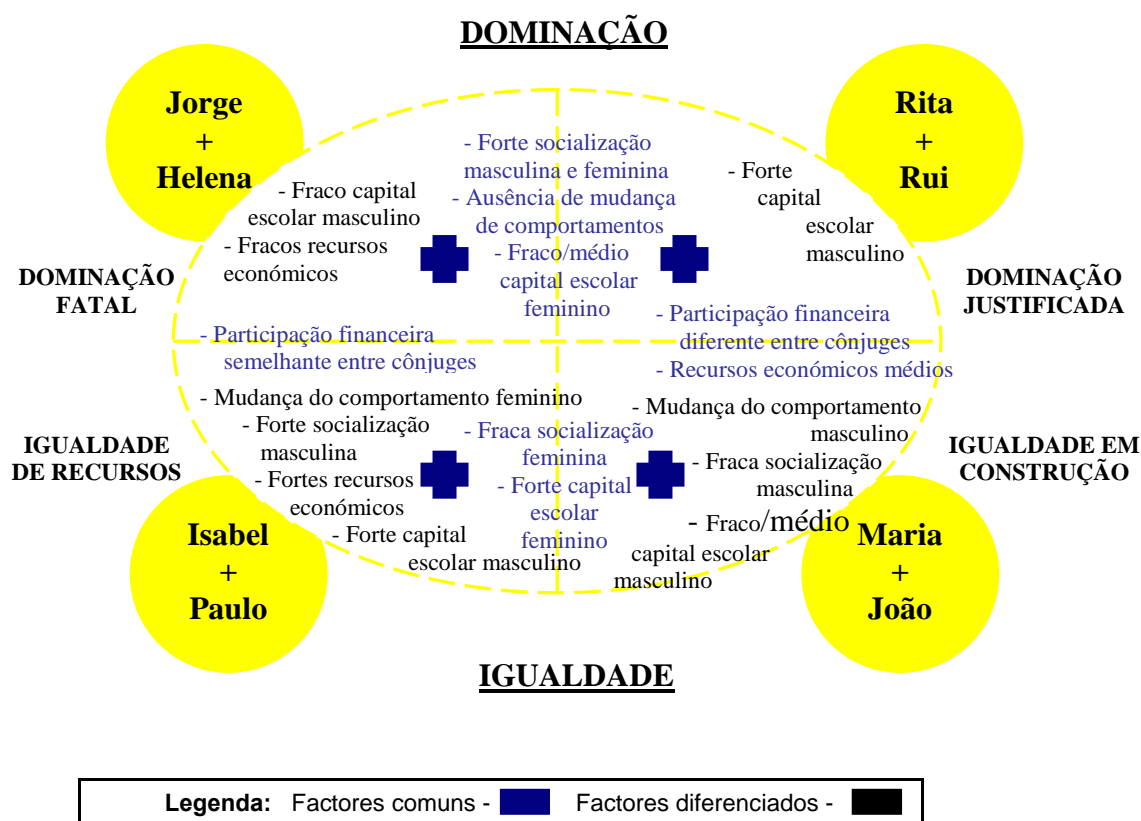 DOMINAÇÃO
Jorge
+
Helena
Rita
+
Rui
- Fraco capital
escolar masculino
- Fracos recursos
económicos
- Forte socialização
masculina e feminina
- Ausência de mudança
de comportamentos
- Fraco/médio
capital escolar
feminino
- Forte
capital
escolar
masculino
DOMINAÇÃO
FATAL
DOMINAÇÃO
JUSTIFICADA
- Participação financeira
semelhante entre cônjuges
- Participação financeira
diferente entre cônjuges
- Recursos económicos médios
IGUALDADE
DE RECURSOS
- Mudança do comportamento feminino
- Forte socialização
masculina
- Fortes recursos
económicos
- Forte capital
escolar masculino
- Fraca socialização
feminina
- Forte capital
escolar
feminino
- Mudança do comportamento
masculino
- Fraca socialização
masculina
- Fraco/médio
capital escolar
masculino
IGUALDADE EM
CONSTRUÇÃO
Isabel
+
Paulo
Maria
+
João
IGUALDADE
Legenda: Factores comuns - Factores diferenciados -